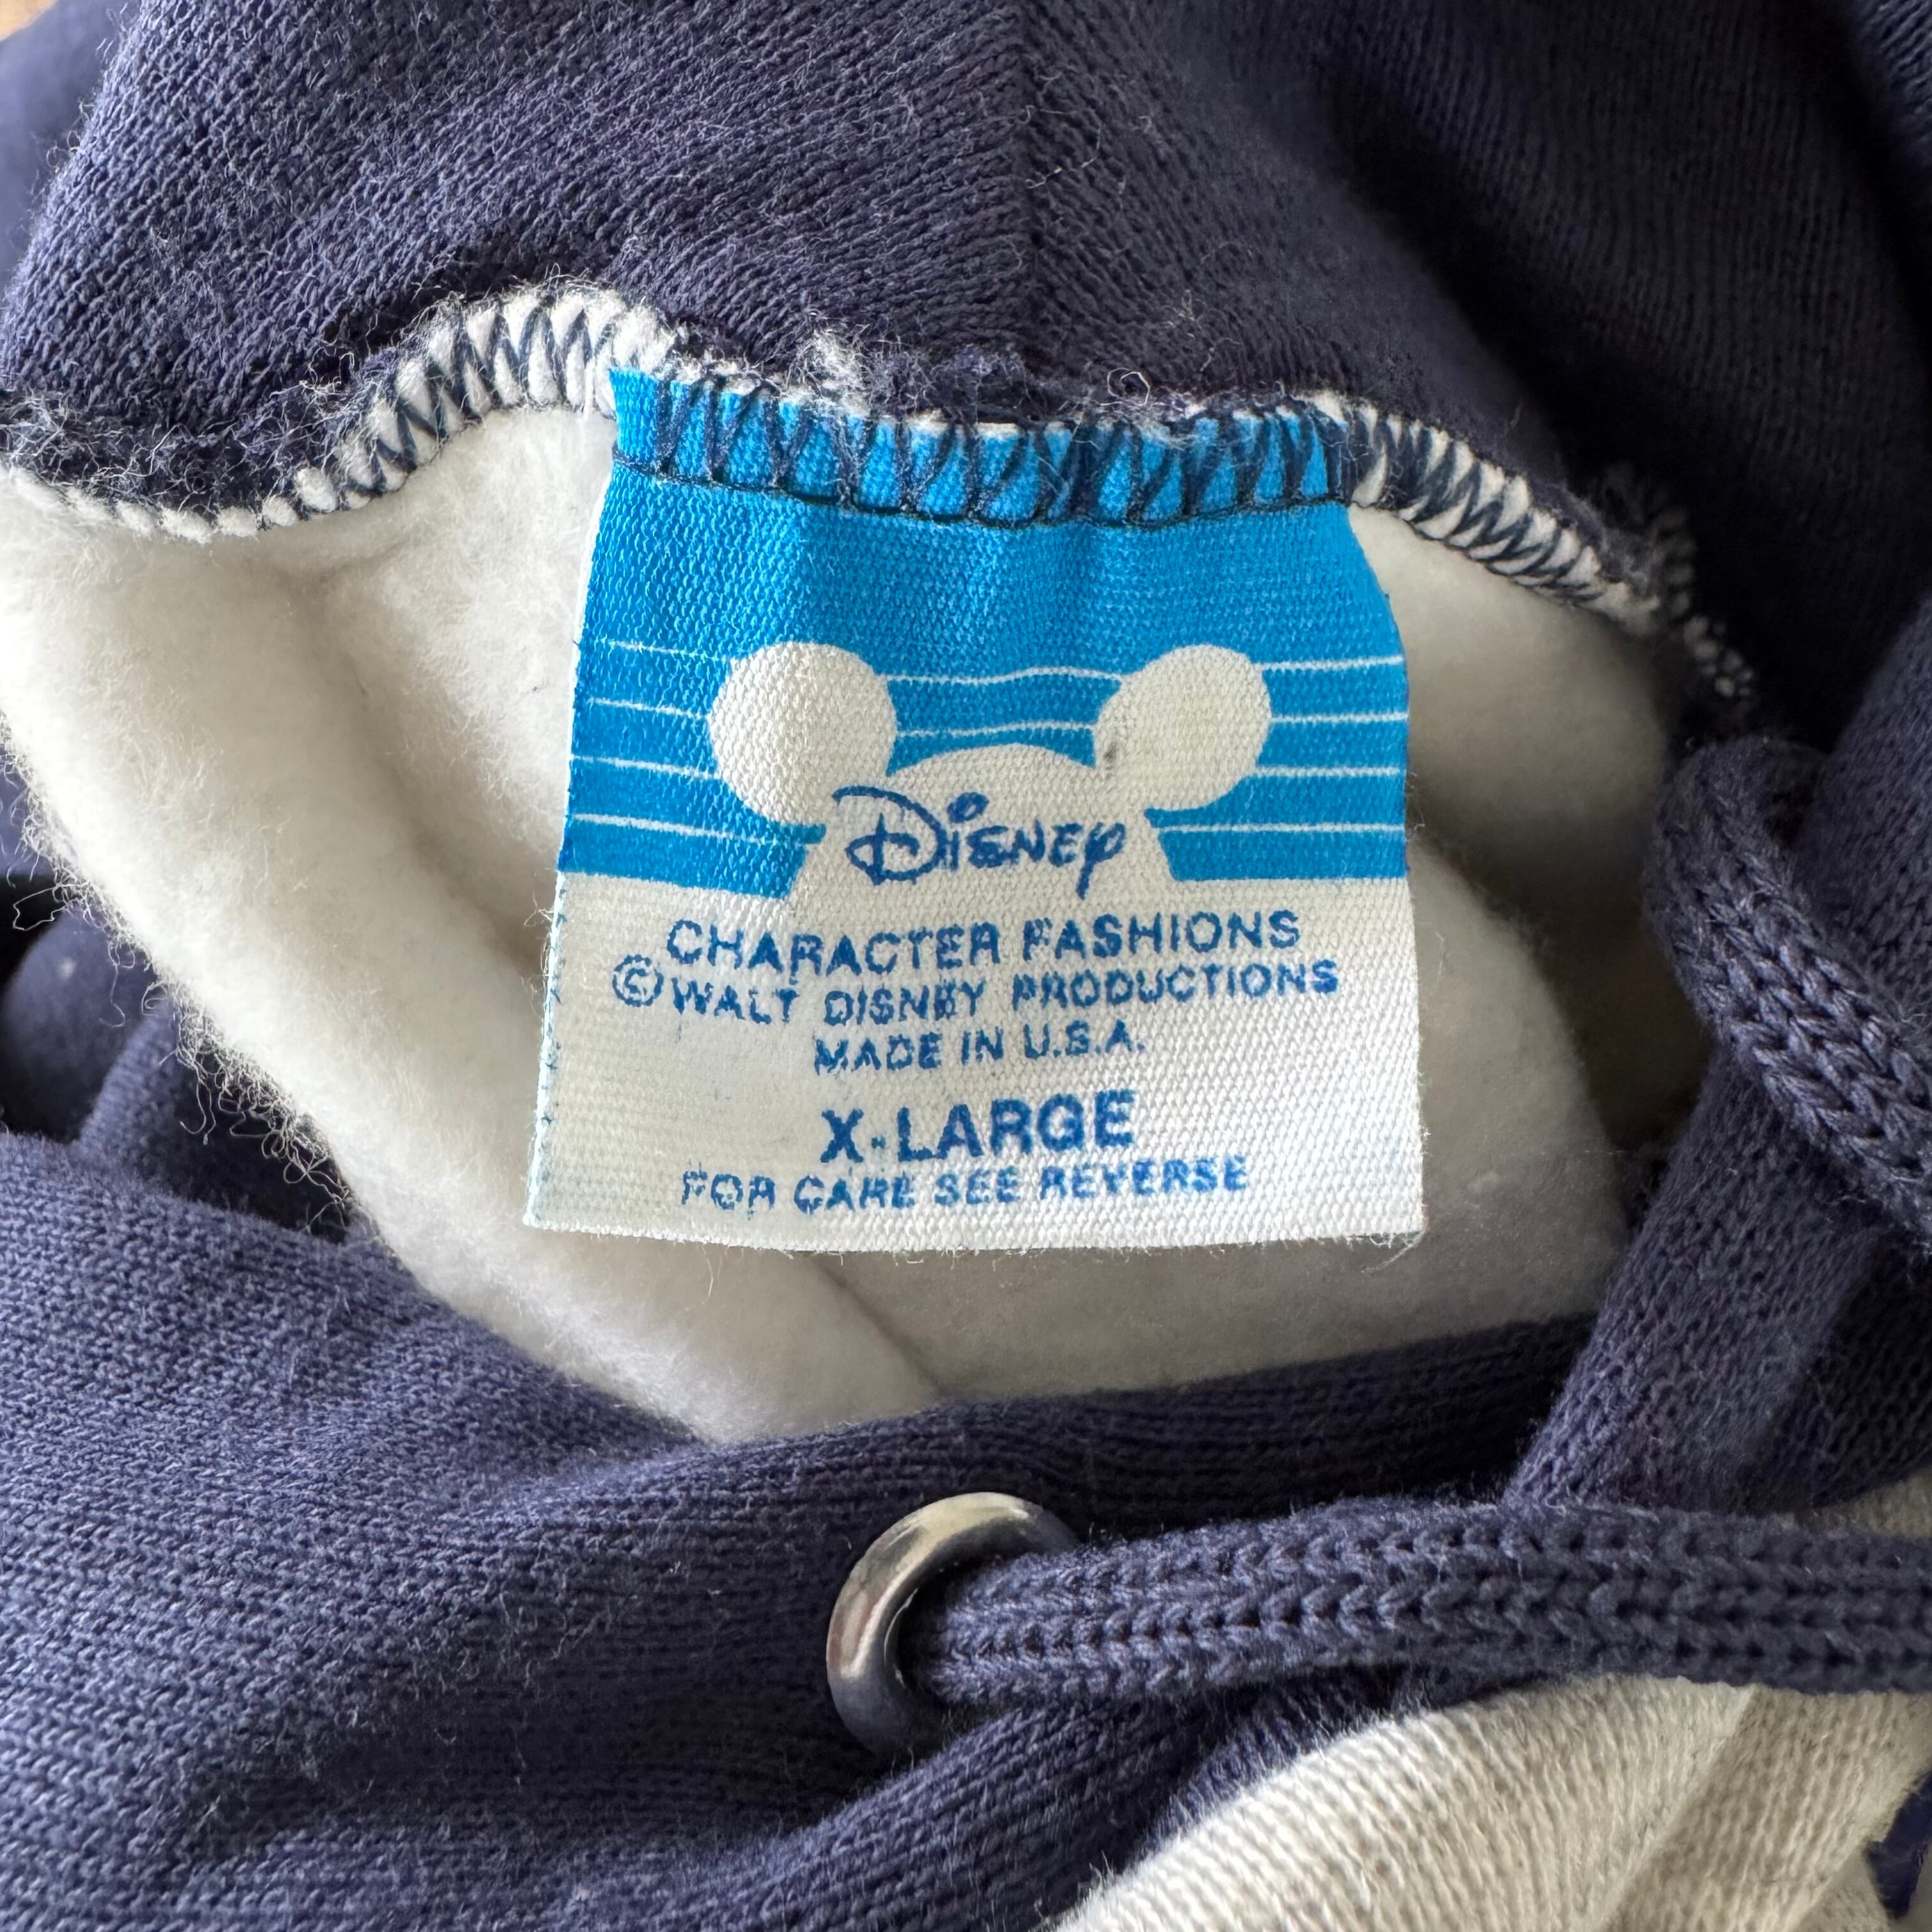 Disney
CHARACTER FASHIONS
©WALT DISNEY PRODUCTIONS
MADE IN U.S.A.
X-LARGE
FOR CARE SEE REVERSE